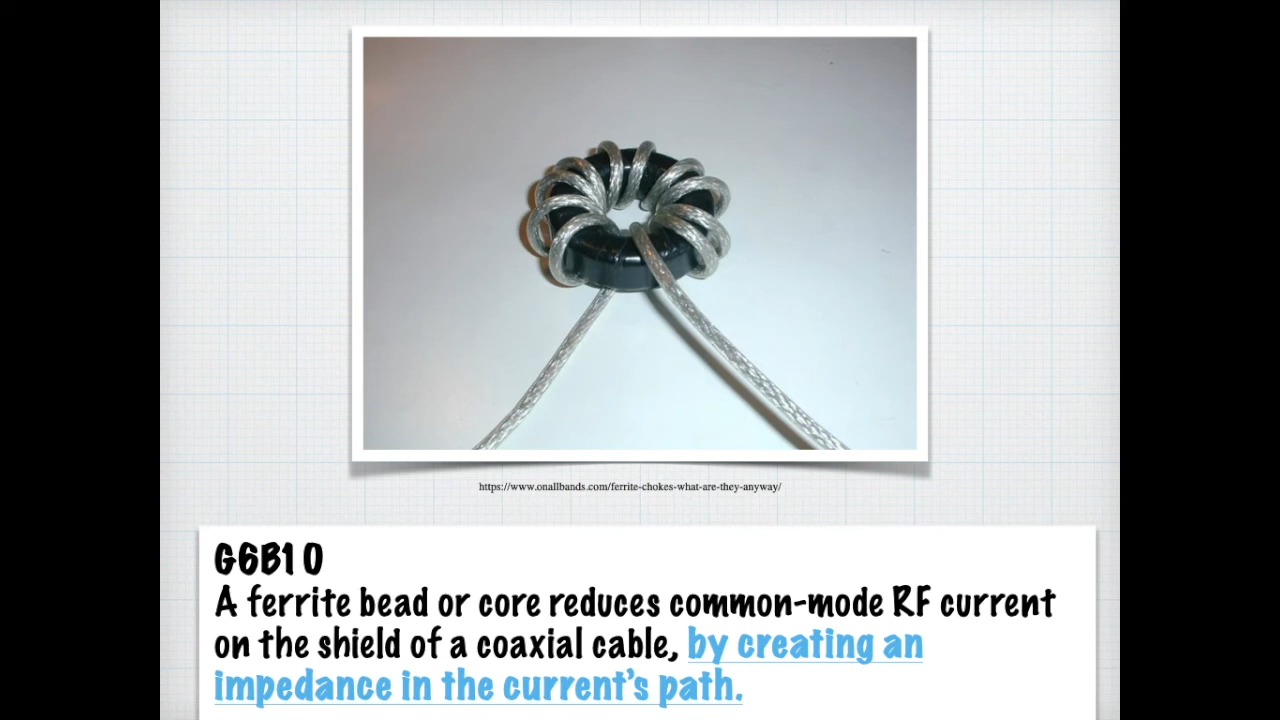 https://www.onallbands.com/ferrite-chokes-what-are-they-anyway/
G6B10
A ferrite bead or core reduces common-mode RF current
on the shield of a coaxial cable, by creating an
impedance in the current’s path.